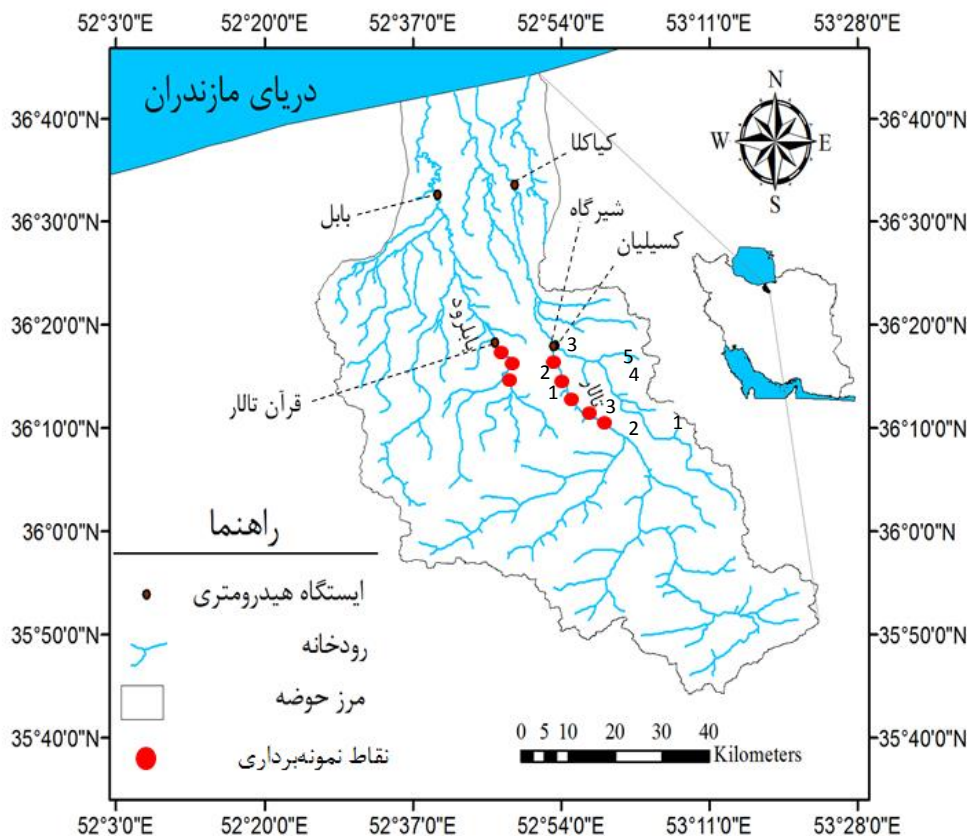 52°30'0"E 52°20'0"E 52°37'0"E 52°54'0"E 53°11'0"E 53°28'0"E
36°40'0"N 36°40'0"N
36°30'0"N 36°30'0"N
36°20'0"N 36°20'0"N
36°10'0"N 36°10'0"N
36°0'0"N 36°0'0"N
35°50'0"N 35°50'0"N
35°40'0"N 35°40'0"N
دریای مازندران
N
W E
S
کیاکلا
بابل
شیرگاه
کسیلیان
بابلرود
تالار
قرآن تالار
3
5
2
4
1
3
1
2
راهنما
ایستگاه هیدرومتری
رودخانه
مرز حوضه
نقاط نمونه‌برداری
0 5 10 20 30 40
Kilometers
52°30'0"E 52°20'0"E 52°37'0"E 52°54'0"E 53°11'0"E 53°28'0"E